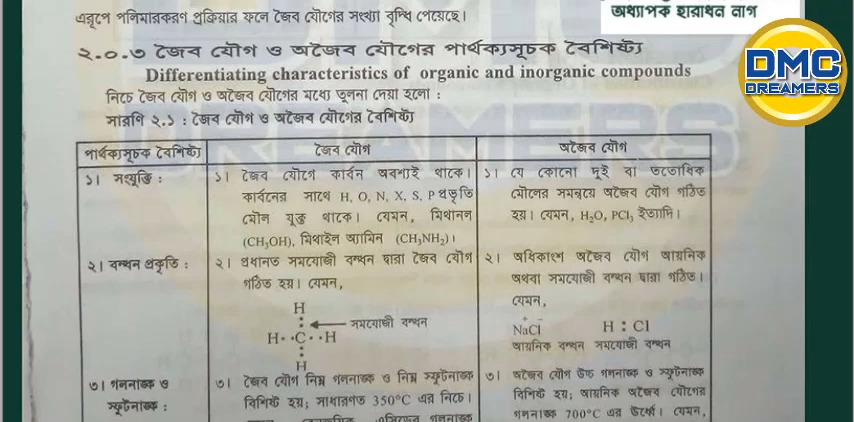 এরূপে পলিমারকরণ প্রক্রিয়ার ফলে জৈব যৌগের সংখ্যা বৃদ্ধি পেয়েছে।
অধ্যাপক হারাধন নাগ
DMC
DREAMERS
২.০.৩ জৈব যৌগ ও অজৈব যৌগের পার্থক্যসূচক বৈশিষ্ট্য
Differentiating characteristics of organic and inorganic compounds
নিচে জৈব যৌগ ও অজৈব যৌগের মধ্যে তুলনা দেয়া হলো :
সারণি ২.১ : জৈব যৌগ ও অজৈব যৌগের বৈশিষ্ট্য
DREAMERS
পার্থক্যসূচক বৈশিষ্ট্য
জৈব যৌগ
অজৈব যৌগ
১। সংযুক্তি :
১। জৈব যৌগে কার্বন অবশ্যই থাকে।
কার্বনের সাথে H, O, N, X, S, P প্রভৃতি
মৌল যুক্ত থাকে। যেমন, মিথানল
(CH₃OH), মিথাইল অ্যামিন (CH₃NH₂)।
১। যে কোনো দুই বা ততোধিক
মৌলের সমন্বয়ে অজৈব যৌগ গঠিত
হয়। যেমন, H₂O, PCl₃ ইত্যাদি।
২। বন্ধন প্রকৃতি :
২। প্রধানত সমযোজী বন্ধন দ্বারা জৈব যৌগ
গঠিত হয়। যেমন,
H
সমযোজী বন্ধন
H··C··H
H
২। অধিকাংশ অজৈব যৌগ আয়নিক
অথবা সমযোজী বন্ধন দ্বারা গঠিত।
যেমন,
Na⁺Cl⁻ H : Cl
আয়নিক বন্ধন সমযোজী বন্ধন
৩। গলনাঙ্ক ও
স্ফুটনাঙ্ক :
৩। জৈব যৌগ নিম্ন গলনাঙ্ক ও নিম্ন স্ফুটনাঙ্ক
বিশিষ্ট হয়; সাধারণত 350°C এর নিচে।
গলনাঙ্ক
৩। অজৈব যৌগ উচ্চ গলনাঙ্ক ও স্ফুটনাঙ্ক
বিশিষ্ট হয়; আয়নিক অজৈব যৌগের
গলনাঙ্ক 700°C এর ঊর্ধ্বে। যেমন,